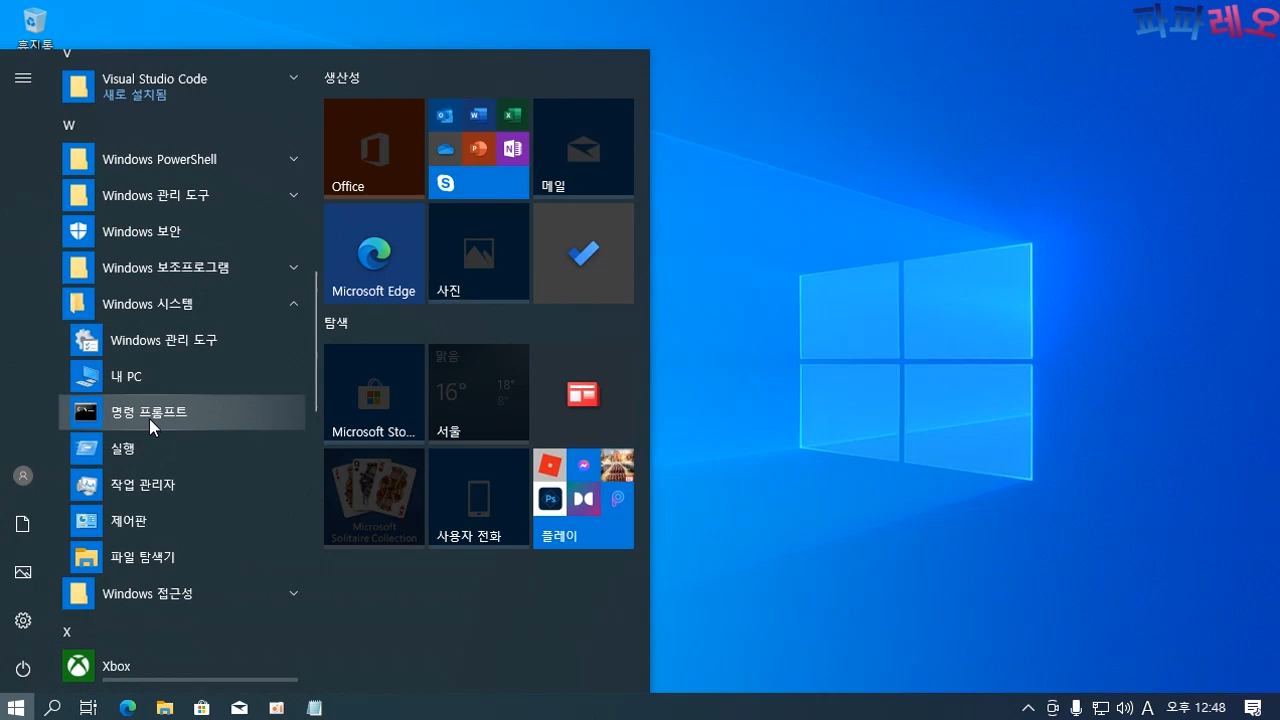 휴지통
파파레오
V
Visual Studio Code
새로 설치됨
W
Windows PowerShell
Windows 관리 도구
Windows 보안
Windows 보조프로그램
Windows 시스템
Windows 관리 도구
내 PC
명령 프롬프트
실행
작업 관리자
제어판
파일 탐색기
Windows 접근성
X
Xbox
생산성
Office
메일
Microsoft Edge
사진
탐색
Microsoft Sto...
맑음
16°
18°
8°
서울
Microsoft
Solitaire Collection
사용자 전화
Ps
플레이
A
오후 12:48